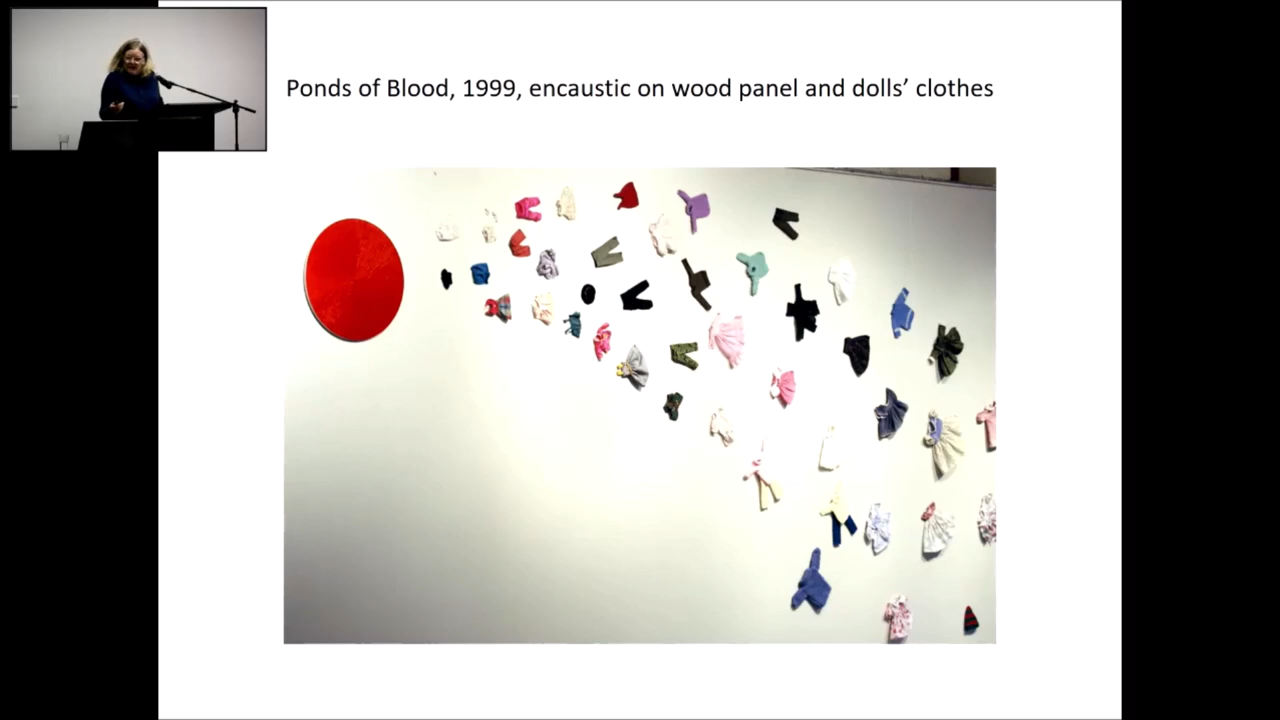 Ponds of Blood, 1999, encaustic on wood panel and dolls’ clothes